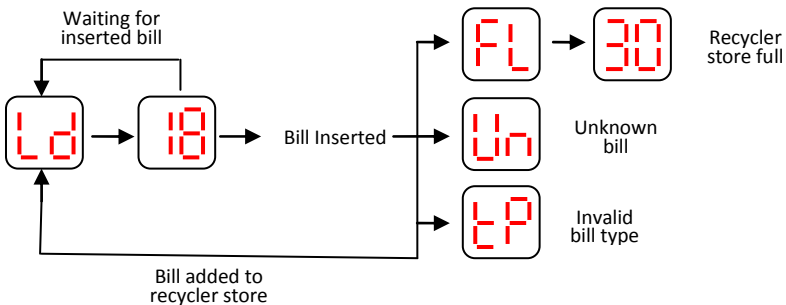 Waiting for
inserted bill
FL
30
Recycler
store full
Ld
18
Bill Inserted
Un
Unknown
bill
tP
Invalid
bill type
Bill added to
recycler store